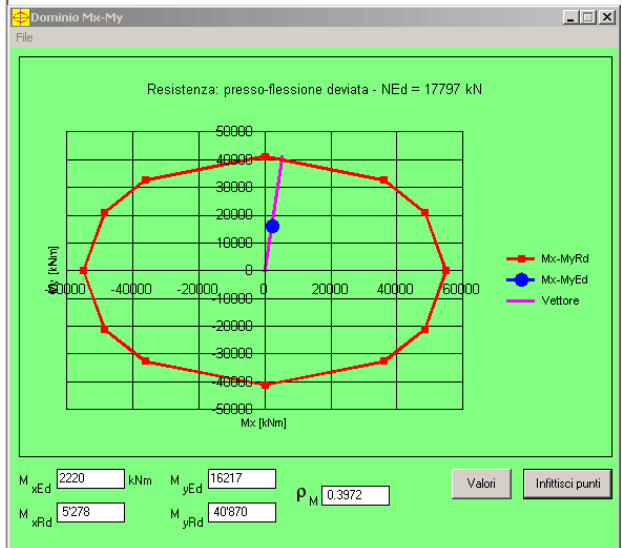 Dominio Mx-My
File
Resistenza: presso-flessione deviata - NEd = 17797 kN
50000
40000
30000
20000
10000
0
-10000
-20000
-30000
-40000
-50000
-40000 -20000 0 20000 40000 60000
[kNm]
Mx [kNm]
Mx-MyRd
Mx-MyEd
Vettore
M xEd 2220 kNm M yEd 16217 ρ M 0.3972 Valori Infittisci punti
M xRd 5'278 M yRd 40'870